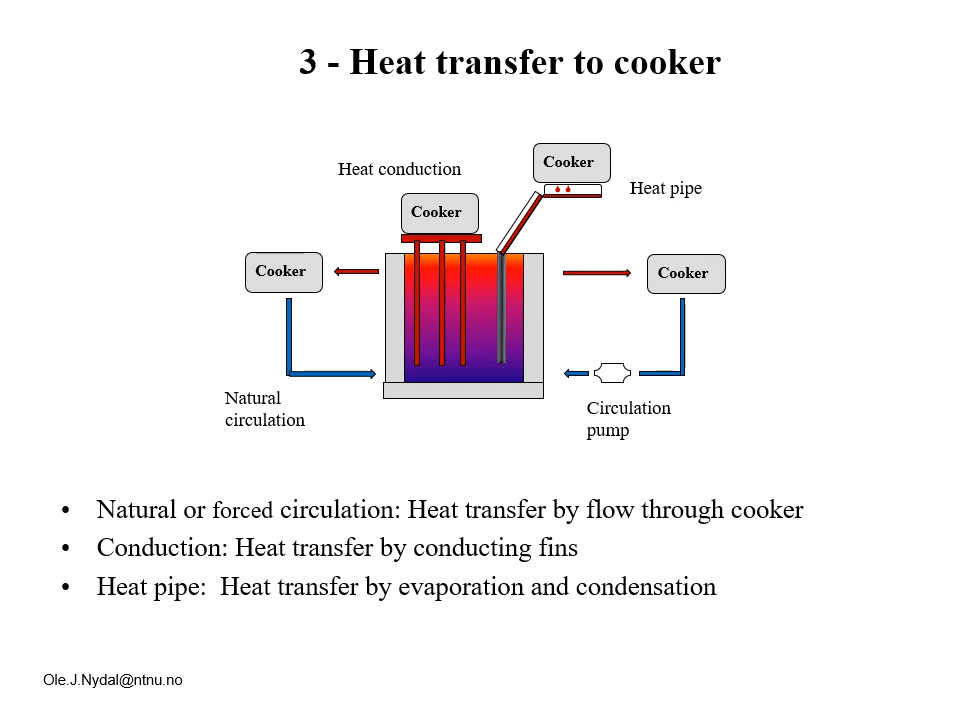 3 - Heat transfer to cooker
Cooker
Heat conduction
Heat pipe
Cooker
Cooker
Cooker
Natural
circulation
Circulation
pump
• Natural or forced circulation: Heat transfer by flow through cooker
• Conduction: Heat transfer by conducting fins
• Heat pipe:  Heat transfer by evaporation and condensation
Ole.J.Nydal@ntnu.no